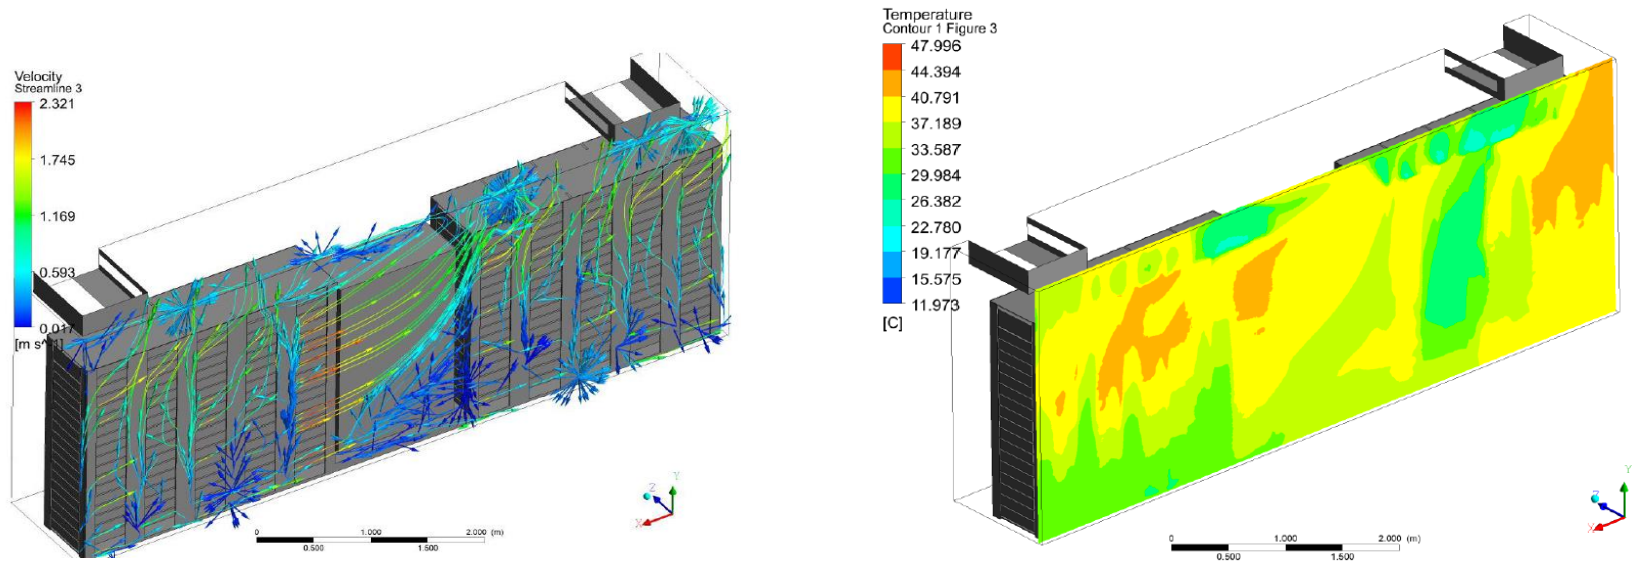 Velocity
Streamline 3
2.321
1.745
1.169
0.593
0.017
[m s^-1]
0
1.000
2.000 (m)
0.500
1.500
X
Y
Z
Temperature
Contour 1 Figure 3
47.996
44.394
40.791
37.189
33.587
29.984
26.382
22.780
19.177
15.575
11.973
[C]
0
1.000
2.000 (m)
0.500
1.500
X
Y
Z